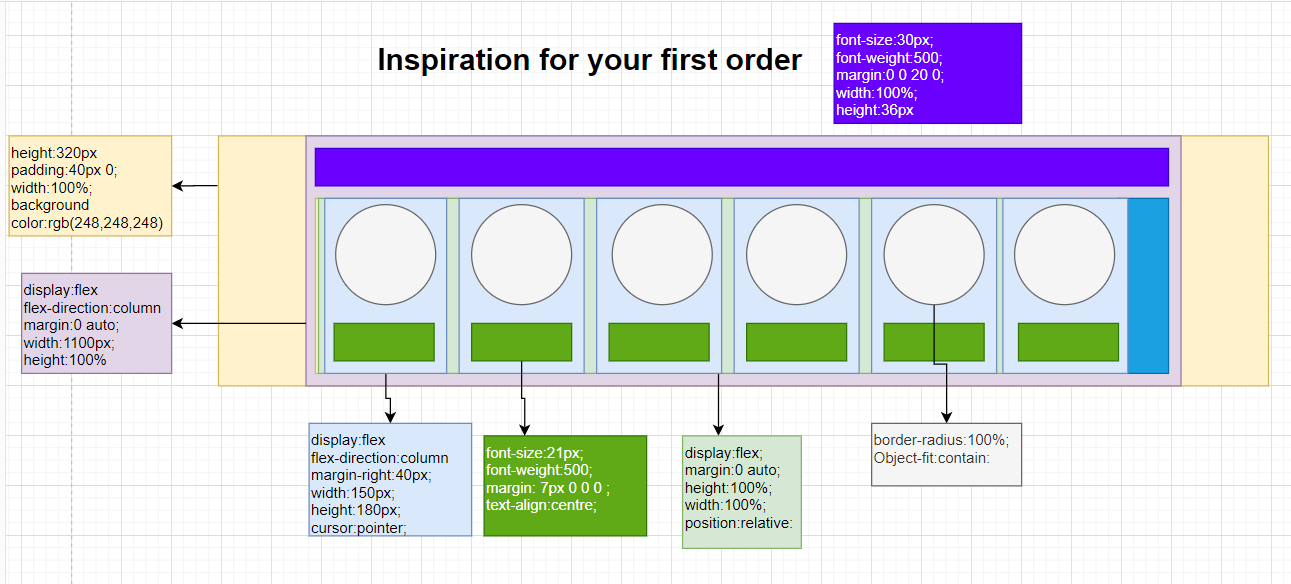 Inspiration for your first order
font-size:30px;
font-weight:500;
margin:0 0 20 0;
width:100%;
height:36px
height:320px
padding:40px 0;
width:100%;
background
color:rgb(248,248,248)
display:flex
flex-direction:column
margin:0 auto;
width:1100px;
height:100%
display:flex
flex-direction:column
margin-right:40px;
width:150px;
height:180px;
cursor:pointer;
font-size:21px;
font-weight:500;
margin: 7px 0 0 0 ;
text-align:centre;
display:flex;
margin:0 auto;
height:100%;
width:100%;
position:relative:
border-radius:100%;
Object-fit:contain: